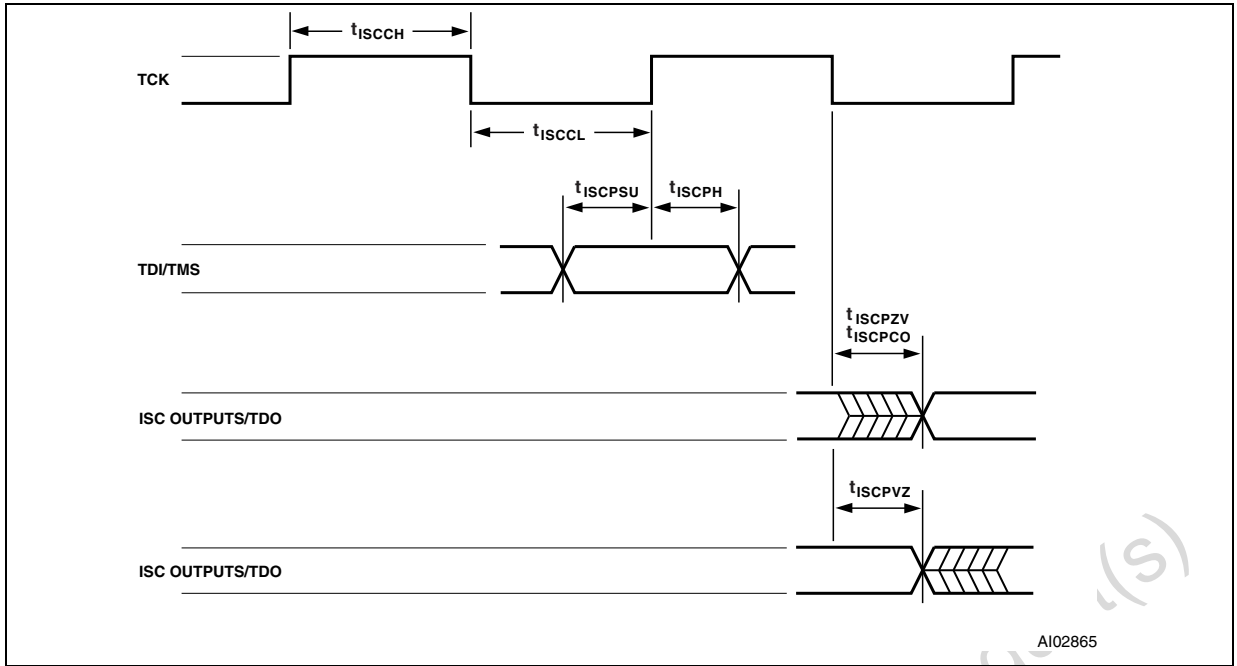 tISCCH
TCK
tISCCL
tISCPSU
tISCPH
TDI/TMS
tISCPZV
tISCPCO
ISC OUTPUTS/TDO
tISCPVZ
ISC OUTPUTS/TDO
AI02865